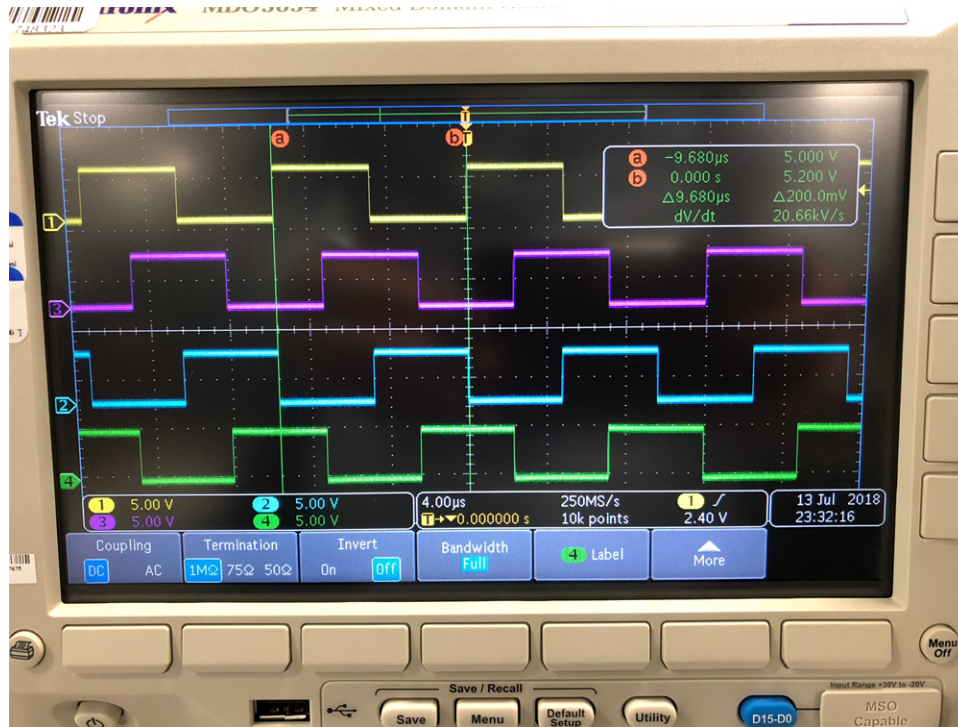 748323
Tek Stop
a
b
T
T
a -9.680µs 5.000 V
b 0.000 s 5.200 V
Δ9.680µs Δ200.0mV
dV/dt 20.66kV/s
1
3
2
4
1 5.00 V 2 5.00 V
3 5.00 V 4 5.00 V
4.00µs 250MS/s 1 2.40 V
T→▼0.000000 s 10k points
13 Jul 2018
23:32:16
Coupling
DC AC
Termination
1MΩ 75Ω 50Ω
Invert
On Off
Bandwidth
Full
4 Label
More
Menu
Off
Save / Recall
Save
Menu
Default
Setup
Utility
D15-D0
Input Range +30V to -20V
MSO
Capable